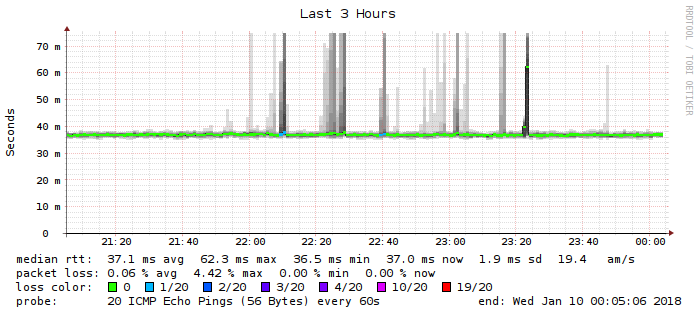 Last 3 Hours
RRDTOOL / TOBI OETIKER
Seconds
70 m
60 m
50 m
40 m
30 m
20 m
10 m
0
21:20 21:40 22:00 22:20 22:40 23:00 23:20 23:40 00:00
median rtt: 37.1 ms avg 62.3 ms max 36.5 ms min 37.0 ms now 1.9 ms sd 19.4 am/s
packet loss: 0.06 % avg 4.42 % max 0.00 % min 0.00 % now
loss color: 0 1/20 2/20 3/20 4/20 10/20 19/20
probe: 20 ICMP Echo Pings (56 Bytes) every 60s end: Wed Jan 10 00:05:06 2018